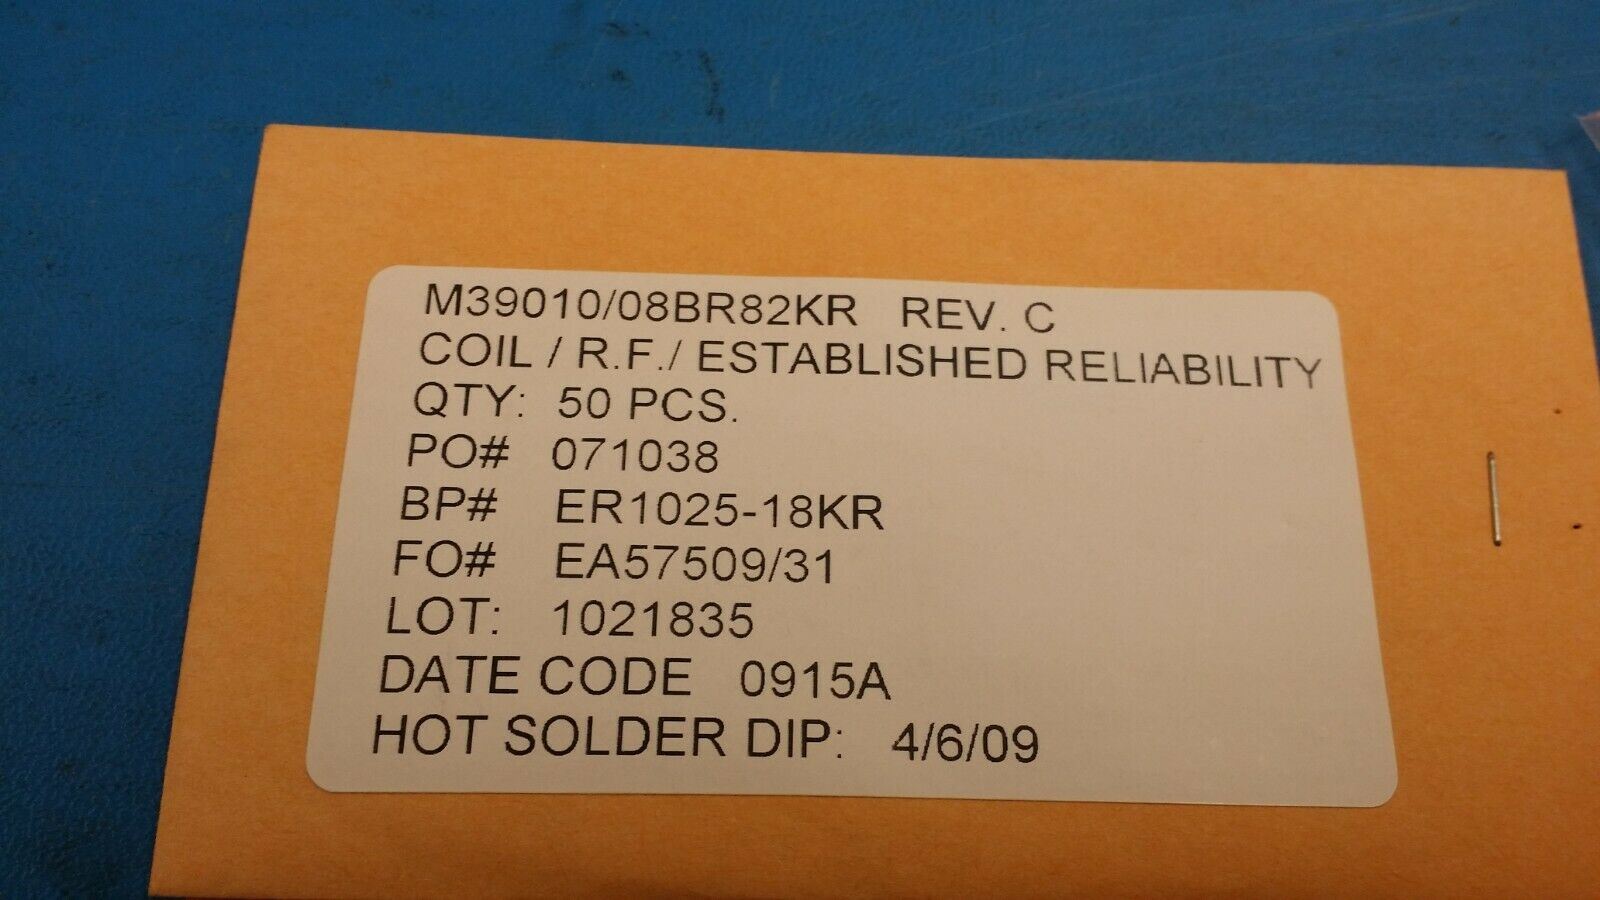 M39010/08BR82KR REV. C
COIL / R.F./ ESTABLISHED RELIABILITY
QTY: 50 PCS.
PO# 071038
BP# ER1025-18KR
FO# EA57509/31
LOT: 1021835
DATE CODE 0915A
HOT SOLDER DIP: 4/6/09